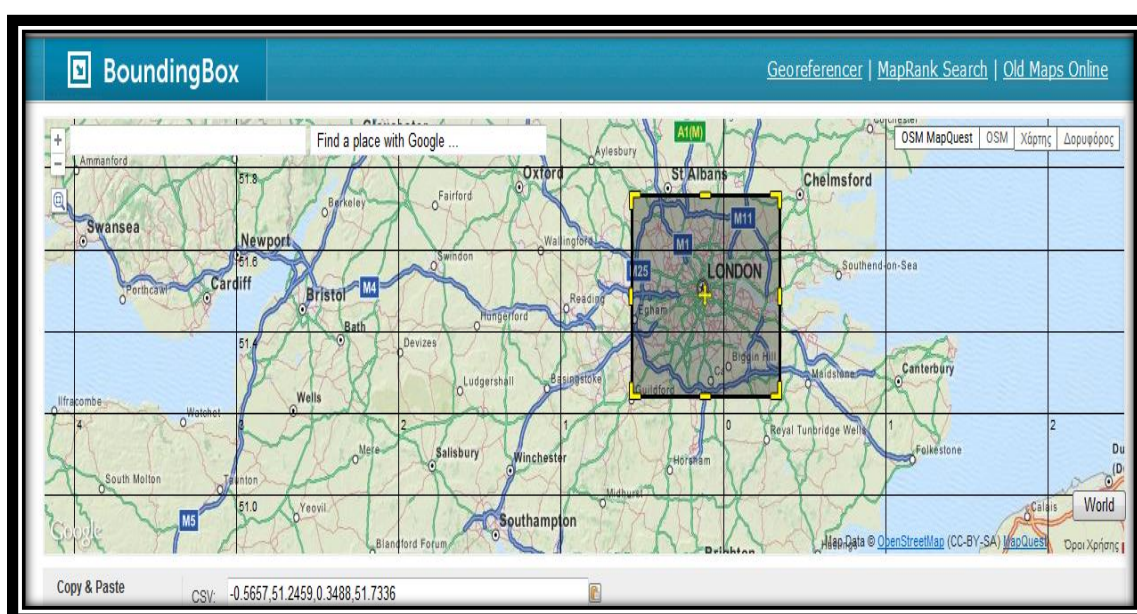 BoundingBox
Georeferencer | MapRank Search | Old Maps Online
+
Find a place with Google ...
A1(M)
OSM MapQuest OSM Χάρτης Δορυφόρος
−
Ammanford
Aylesbury
Oxford
St Albans
Chelmsford
51.8
Berkeley
Fairford
M11
Swansea
Newport
Wallingford
M1
51.6
Swindon
M25
LONDON
Southend-on-Sea
Porthcawl
Cardiff
Bristol
M4
Reading
Egham
Hungerford
Bath
51.4
Devizes
Biggin Hill
Ludgershall
Basingstoke
Maidstone
Canterbury
Guildford
Ilfracombe
Wells
Watchet
4
3
2
1
0
1
2
Royal Tunbridge Wells
Mere
Salisbury
Winchester
Horsham
Folkestone
South Molton
Taunton
Midhurst
51.0
Yeovil
Calais
World
Google
M5
Southampton
Blandford Forum
Brighton
Map Data © OpenStreetMap (CC-BY-SA) MapQuest
Όροι Χρήσης
Copy & Paste
CSV: -0.5657,51.2459,0.3488,51.7336